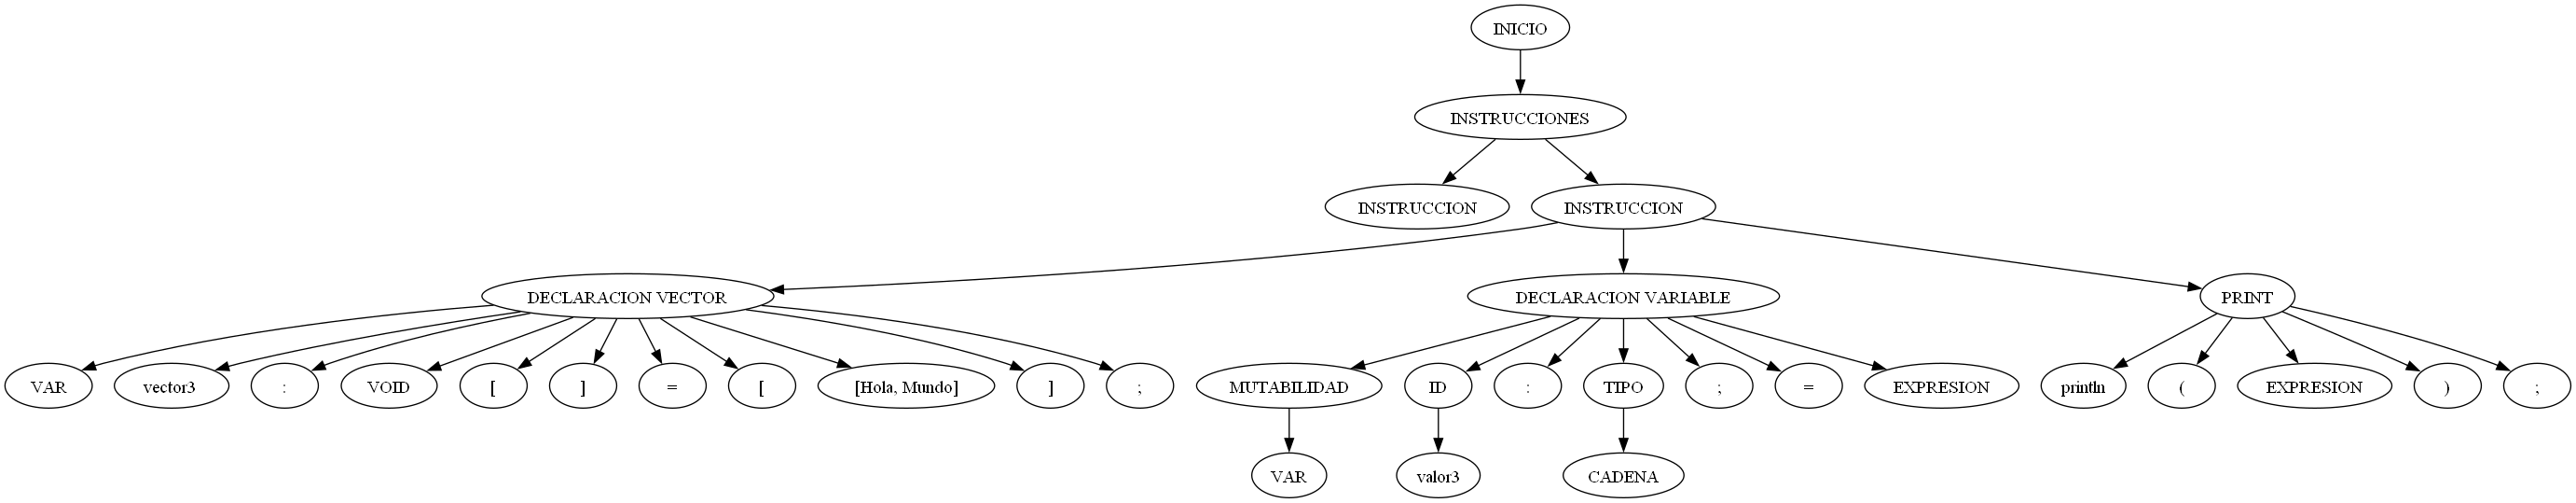 INICIO
INSTRUCCIONES
INSTRUCCION INSTRUCCION
DECLARACION VECTOR DECLARACION VARIABLE PRINT
VAR vector3 : VOID [ ] = [ [Hola, Mundo] ] ; MUTABILIDAD ID : TIPO ; = EXPRESION println ( EXPRESION ) ;
VAR valor3 CADENA